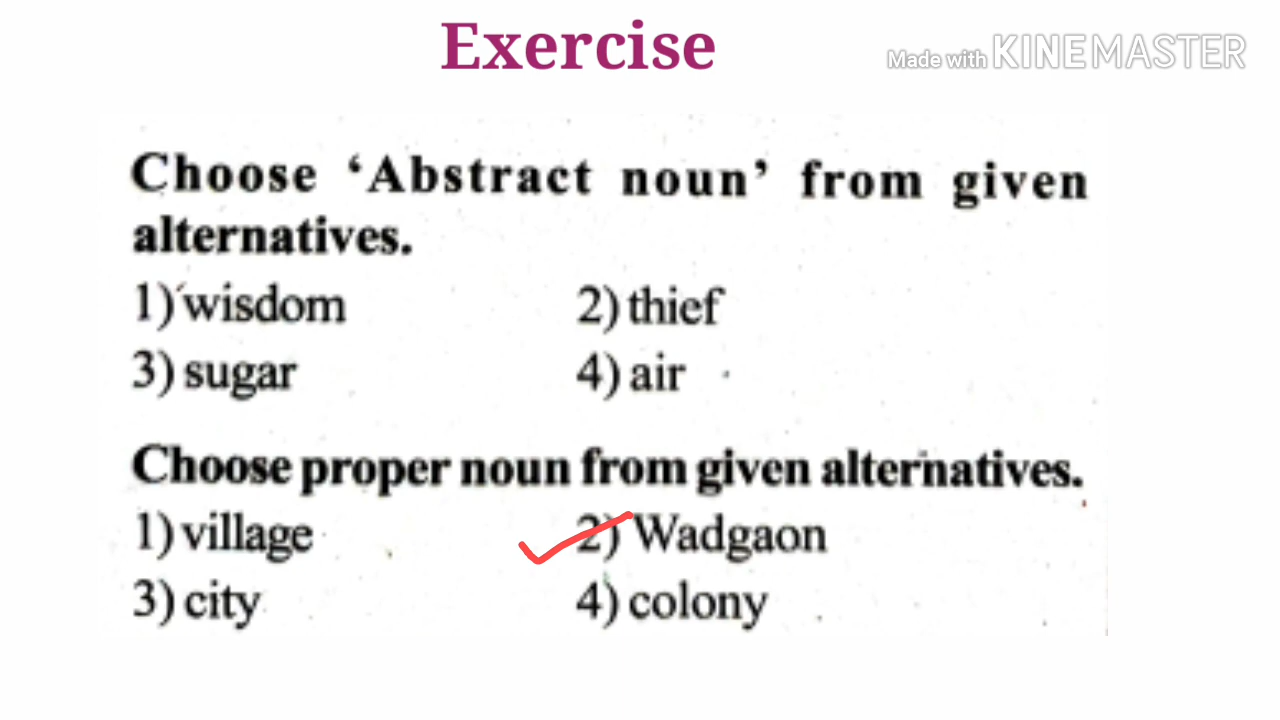 Exercise
Made with KINEMASTER
Choose ‘Abstract noun’ from given
alternatives.
1) wisdom 2) thief
3) sugar 4) air
Choose proper noun from given alternatives.
1) village 2) Wadgaon
3) city 4) colony